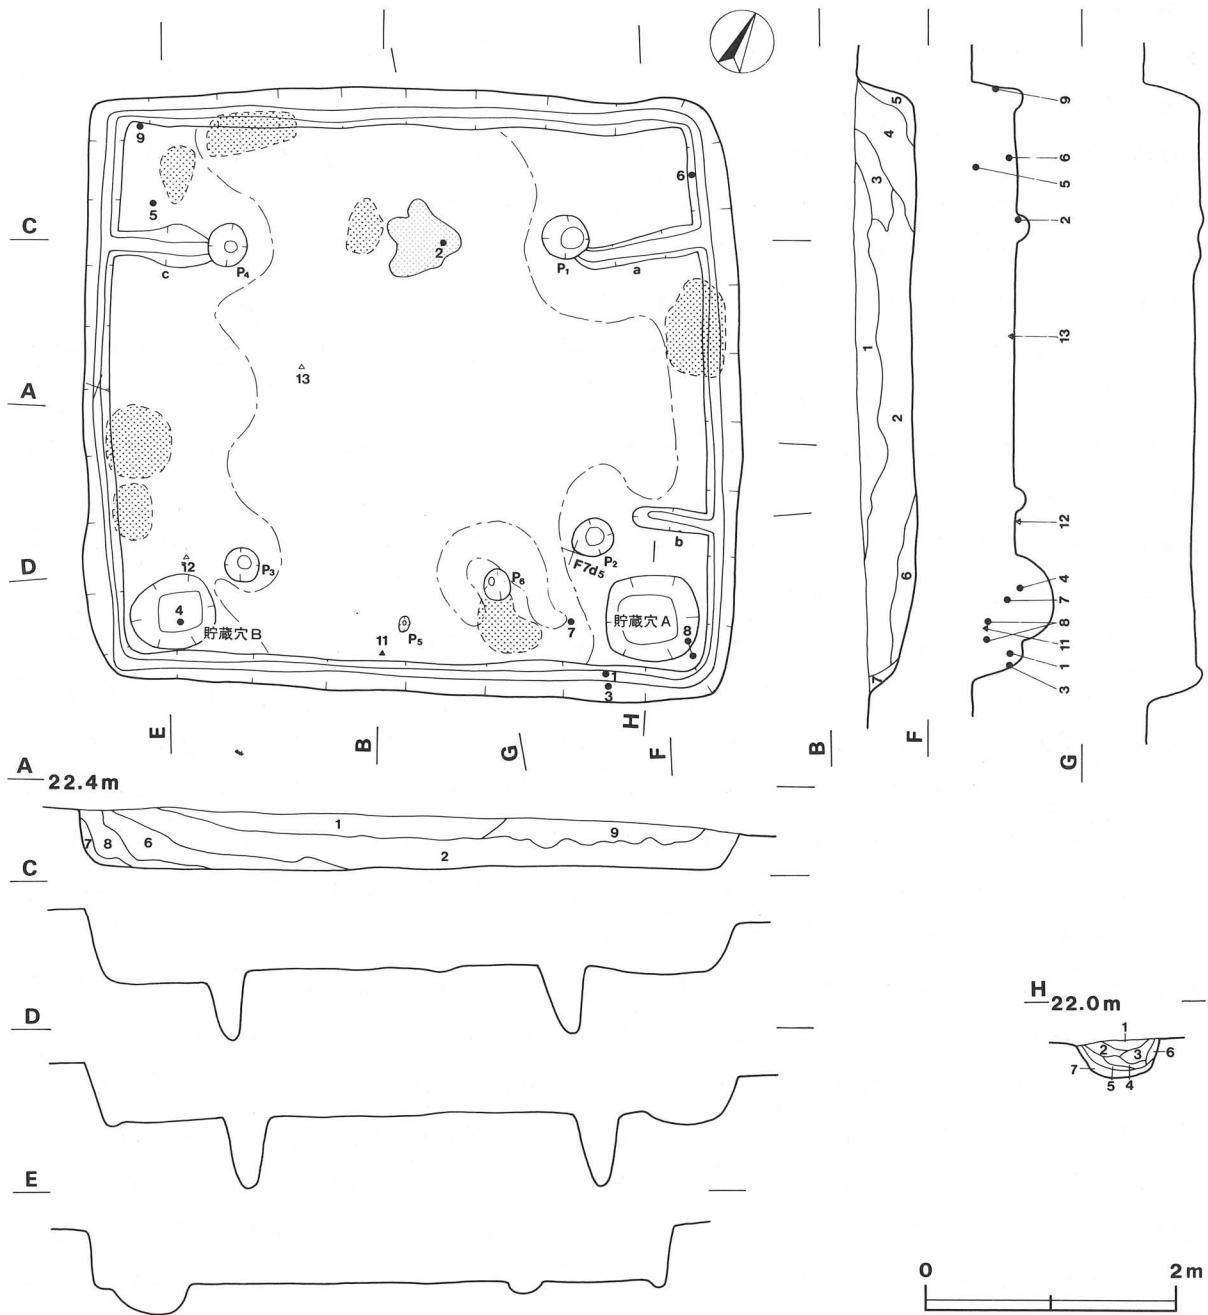 9
6
5
C
2
P₄
P₁
c
a
13
A
D
12
P₃
P₂
b
F7d₅
P₆
4
貯蔵穴B
P₅
7
貯蔵穴A
8
11
1
3
E
B
G
H
F
5
4
3
1
2
6
7
B
F
9
6
5
2
13
12
4
7
8
11
1
3
G
A 22.4m
1
9
7 8 6
2
C
D
E
H 22.0m
1
2 3 6
7 5 4
0 2m